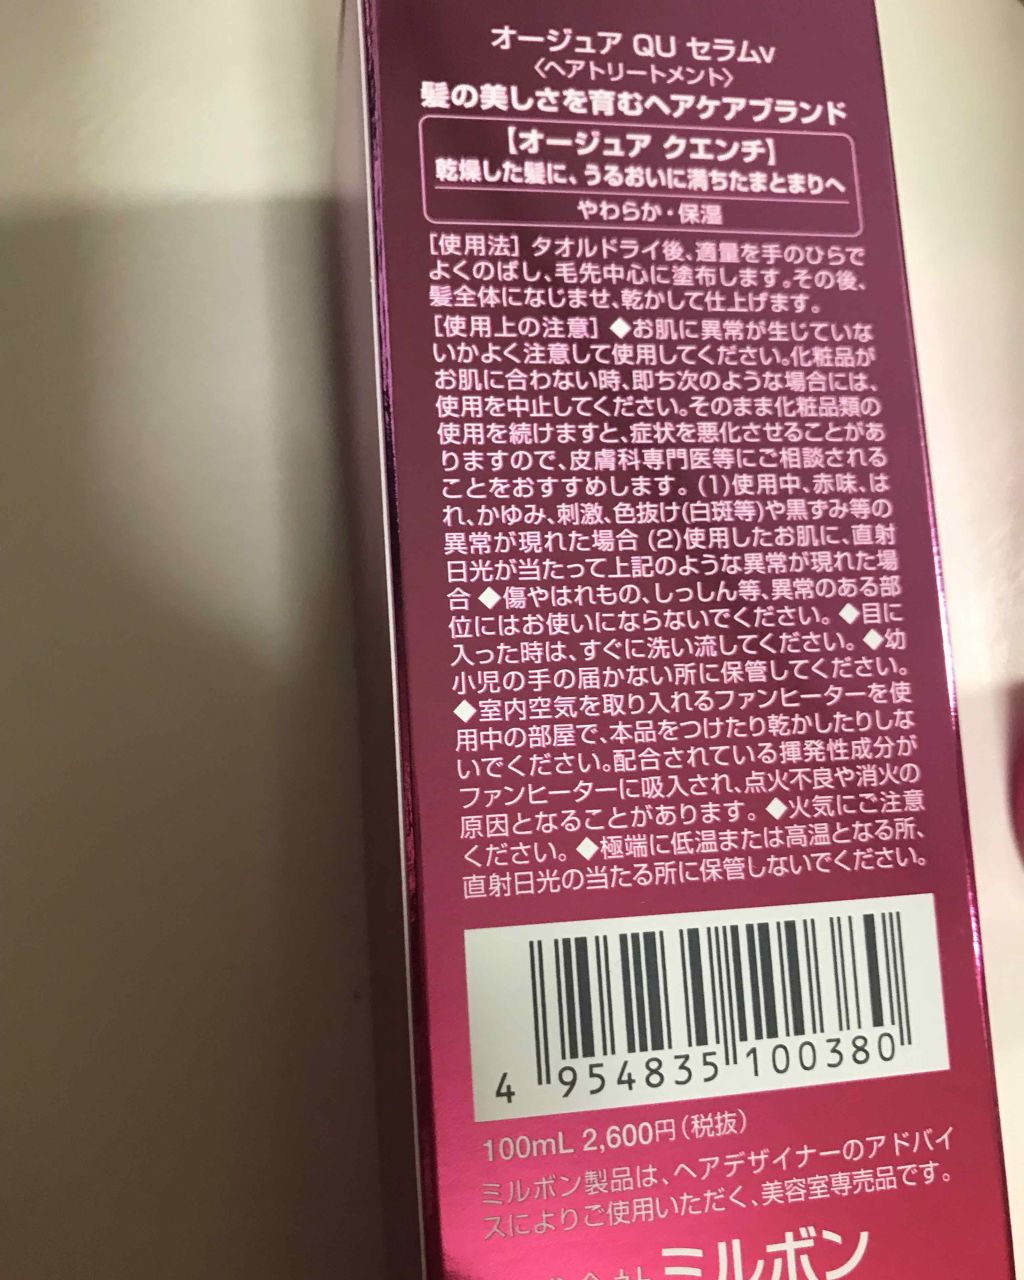 オージュア QU セラムv
〈ヘアトリートメント〉
髪の美しさを育むヘアケアブランド
【オージュア クエンチ】
乾燥した髪に、うるおいに満ちたまとまりへ
やわらか・保湿
［使用法］ タオルドライ後、適量を手のひらで
よくのばし、毛先中心に塗布します。その後、
髪全体になじませ、乾かして仕上げます。
［使用上の注意］ ◆お肌に異常が生じていな
いかよく注意して使用してください。化粧品が
お肌に合わない時、即ち次のような場合には、
使用を中止してください。そのまま化粧品類の
使用を続けますと、症状を悪化させることがあ
りますので、皮膚科専門医等にご相談される
ことをおすすめします。 (1)使用中、赤味、は
れ、かゆみ、刺激、色抜け(白斑等)や黒ずみ等の
異常が現れた場合 (2)使用したお肌に、直射
日光が当たって上記のような異常が現れた場
合 ◆傷やはれもの、しっしん等、異常のある部
位にはお使いにならないでください。 ◆目に
入った時は、すぐに洗い流してください。 ◆幼
小児の手の届かない所に保管してください。
◆室内空気を取り入れるファンヒーターを使
用中の部屋で、本品をつけたり乾かしたりしな
いでください。配合されている揮発性成分が
ファンヒーターに吸入され、点火不良や消火の
原因となることがあります。 ◆火気にご注意
ください。 ◆極端に低温または高温となる所、
直射日光の当たる所に保管しないでください。
4 954835 100380
100mL 2,600円（税抜）
ミルボン製品は、ヘアデザイナーのアドバイ
スによりご使用いただく、美容室専売品です。
ミルボン